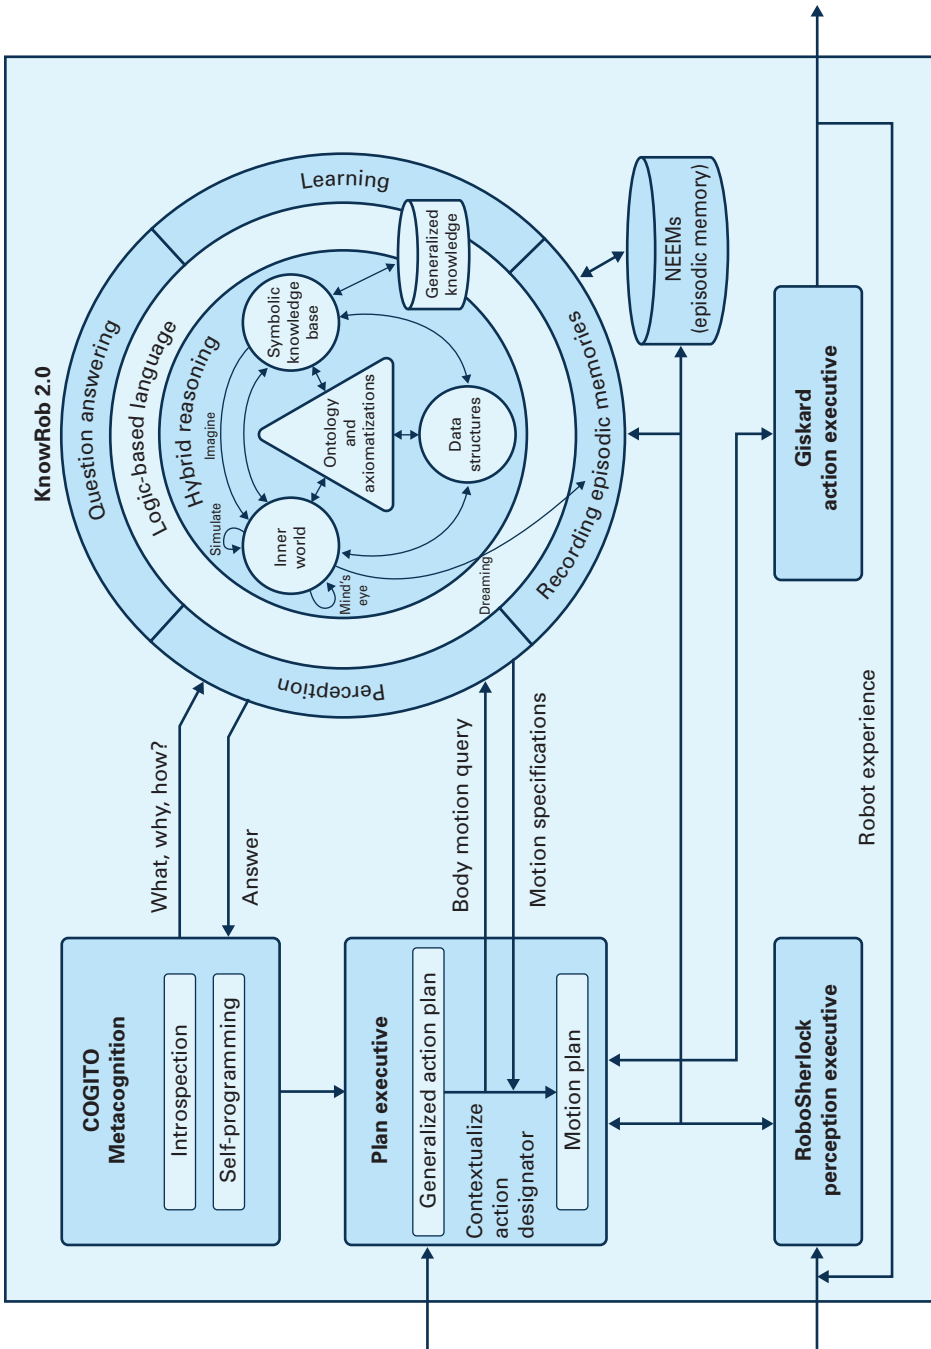 KnowRob 2.0
COGITO
Metacognition
Introspection
Self-programming
What, why, how?
Answer
Question answering
Learning
Perception
Recording episodic memories
Logic-based language
Hybrid reasoning
Simulate
Imagine
Inner
world
Mind's
eye
Symbolic
knowledge
base
Generalized
knowledge
Ontology
and
axiomatizations
Data
structures
Dreaming
Plan executive
Generalized action plan
Contextualize
action
designator
Motion plan
Body motion query
Motion specifications
NEEMs
(episodic memory)
RoboSherlock
perception executive
Giskard
action executive
Robot experience